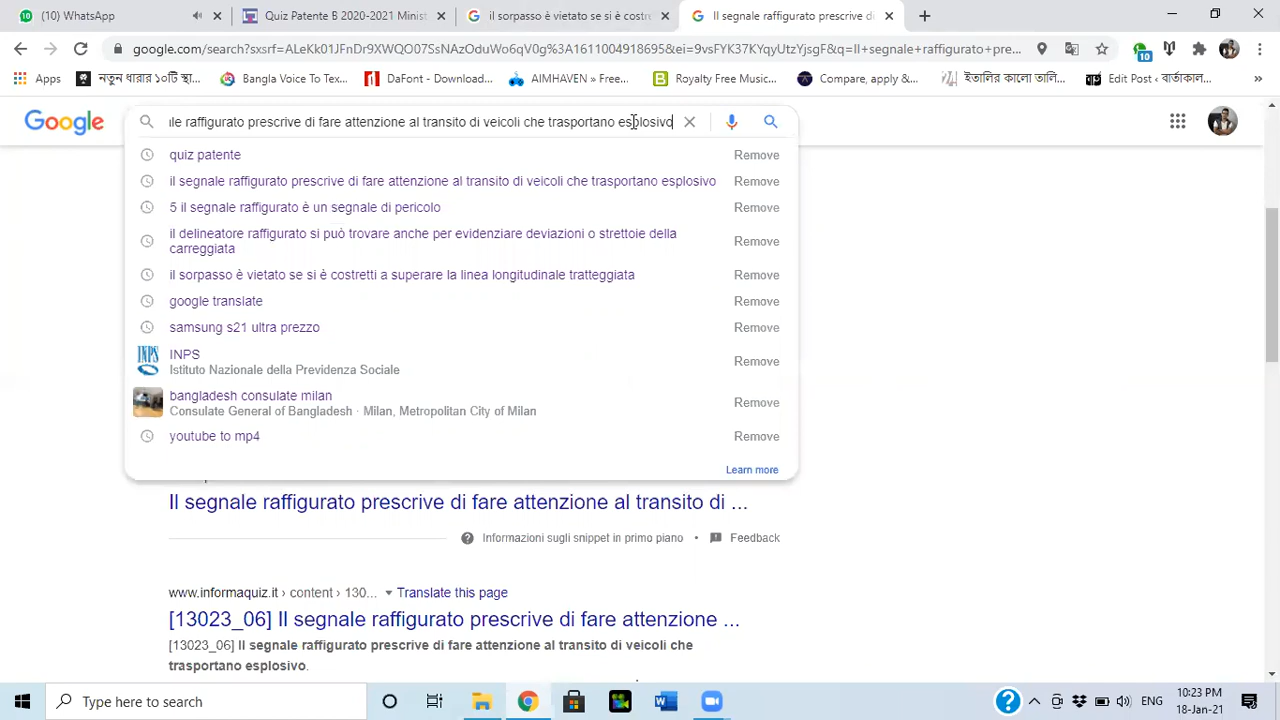 (10) WhatsApp
Quiz Patente B 2020-2021 Minist
il sorpasso è vietato se si è costre
Il segnale raffigurato prescrive di
google.com/search?sxsrf=ALeKk01JFnDr9XWQO07SsNAzOduWo6qV0g%3A1611004918695&ei=9vsFYK37KYqyUtzYjsgF&q=Il+segnale+raffigurato+pre...
10
Apps
নতুন ধারার ১০টি স্থা...
Bangla Voice To Tex...
DaFont - Download...
AIMHAVEN » Free...
Royalty Free Music...
Compare, apply &...
ইতালির কালো তালি...
Edit Post ‹ বার্তাকাল...
»
Google
ile raffigurato prescrive di fare attenzione al transito di veicoli che trasportano esplosivo
quiz patente Remove
il segnale raffigurato prescrive di fare attenzione al transito di veicoli che trasportano esplosivo Remove
5 il segnale raffigurato è un segnale di pericolo Remove
il delineatore raffigurato si può trovare anche per evidenziare deviazioni o strettoie della
carreggiata Remove
il sorpasso è vietato se si è costretti a superare la linea longitudinale tratteggiata Remove
google translate Remove
samsung s21 ultra prezzo Remove
INPS
INPS
Istituto Nazionale della Previdenza Sociale Remove
bangladesh consulate milan
Consulate General of Bangladesh · Milan, Metropolitan City of Milan Remove
youtube to mp4 Remove
Learn more
Il segnale raffigurato prescrive di fare attenzione al transito di ...
Informazioni sugli snippet in primo piano • Feedback
www.informaquiz.it › content › 130... Translate this page
[13023_06] Il segnale raffigurato prescrive di fare attenzione ...
[13023_06] Il segnale raffigurato prescrive di fare attenzione al transito di veicoli che
trasportano esplosivo.
Type here to search
ENG
10:23 PM
18-Jan-21